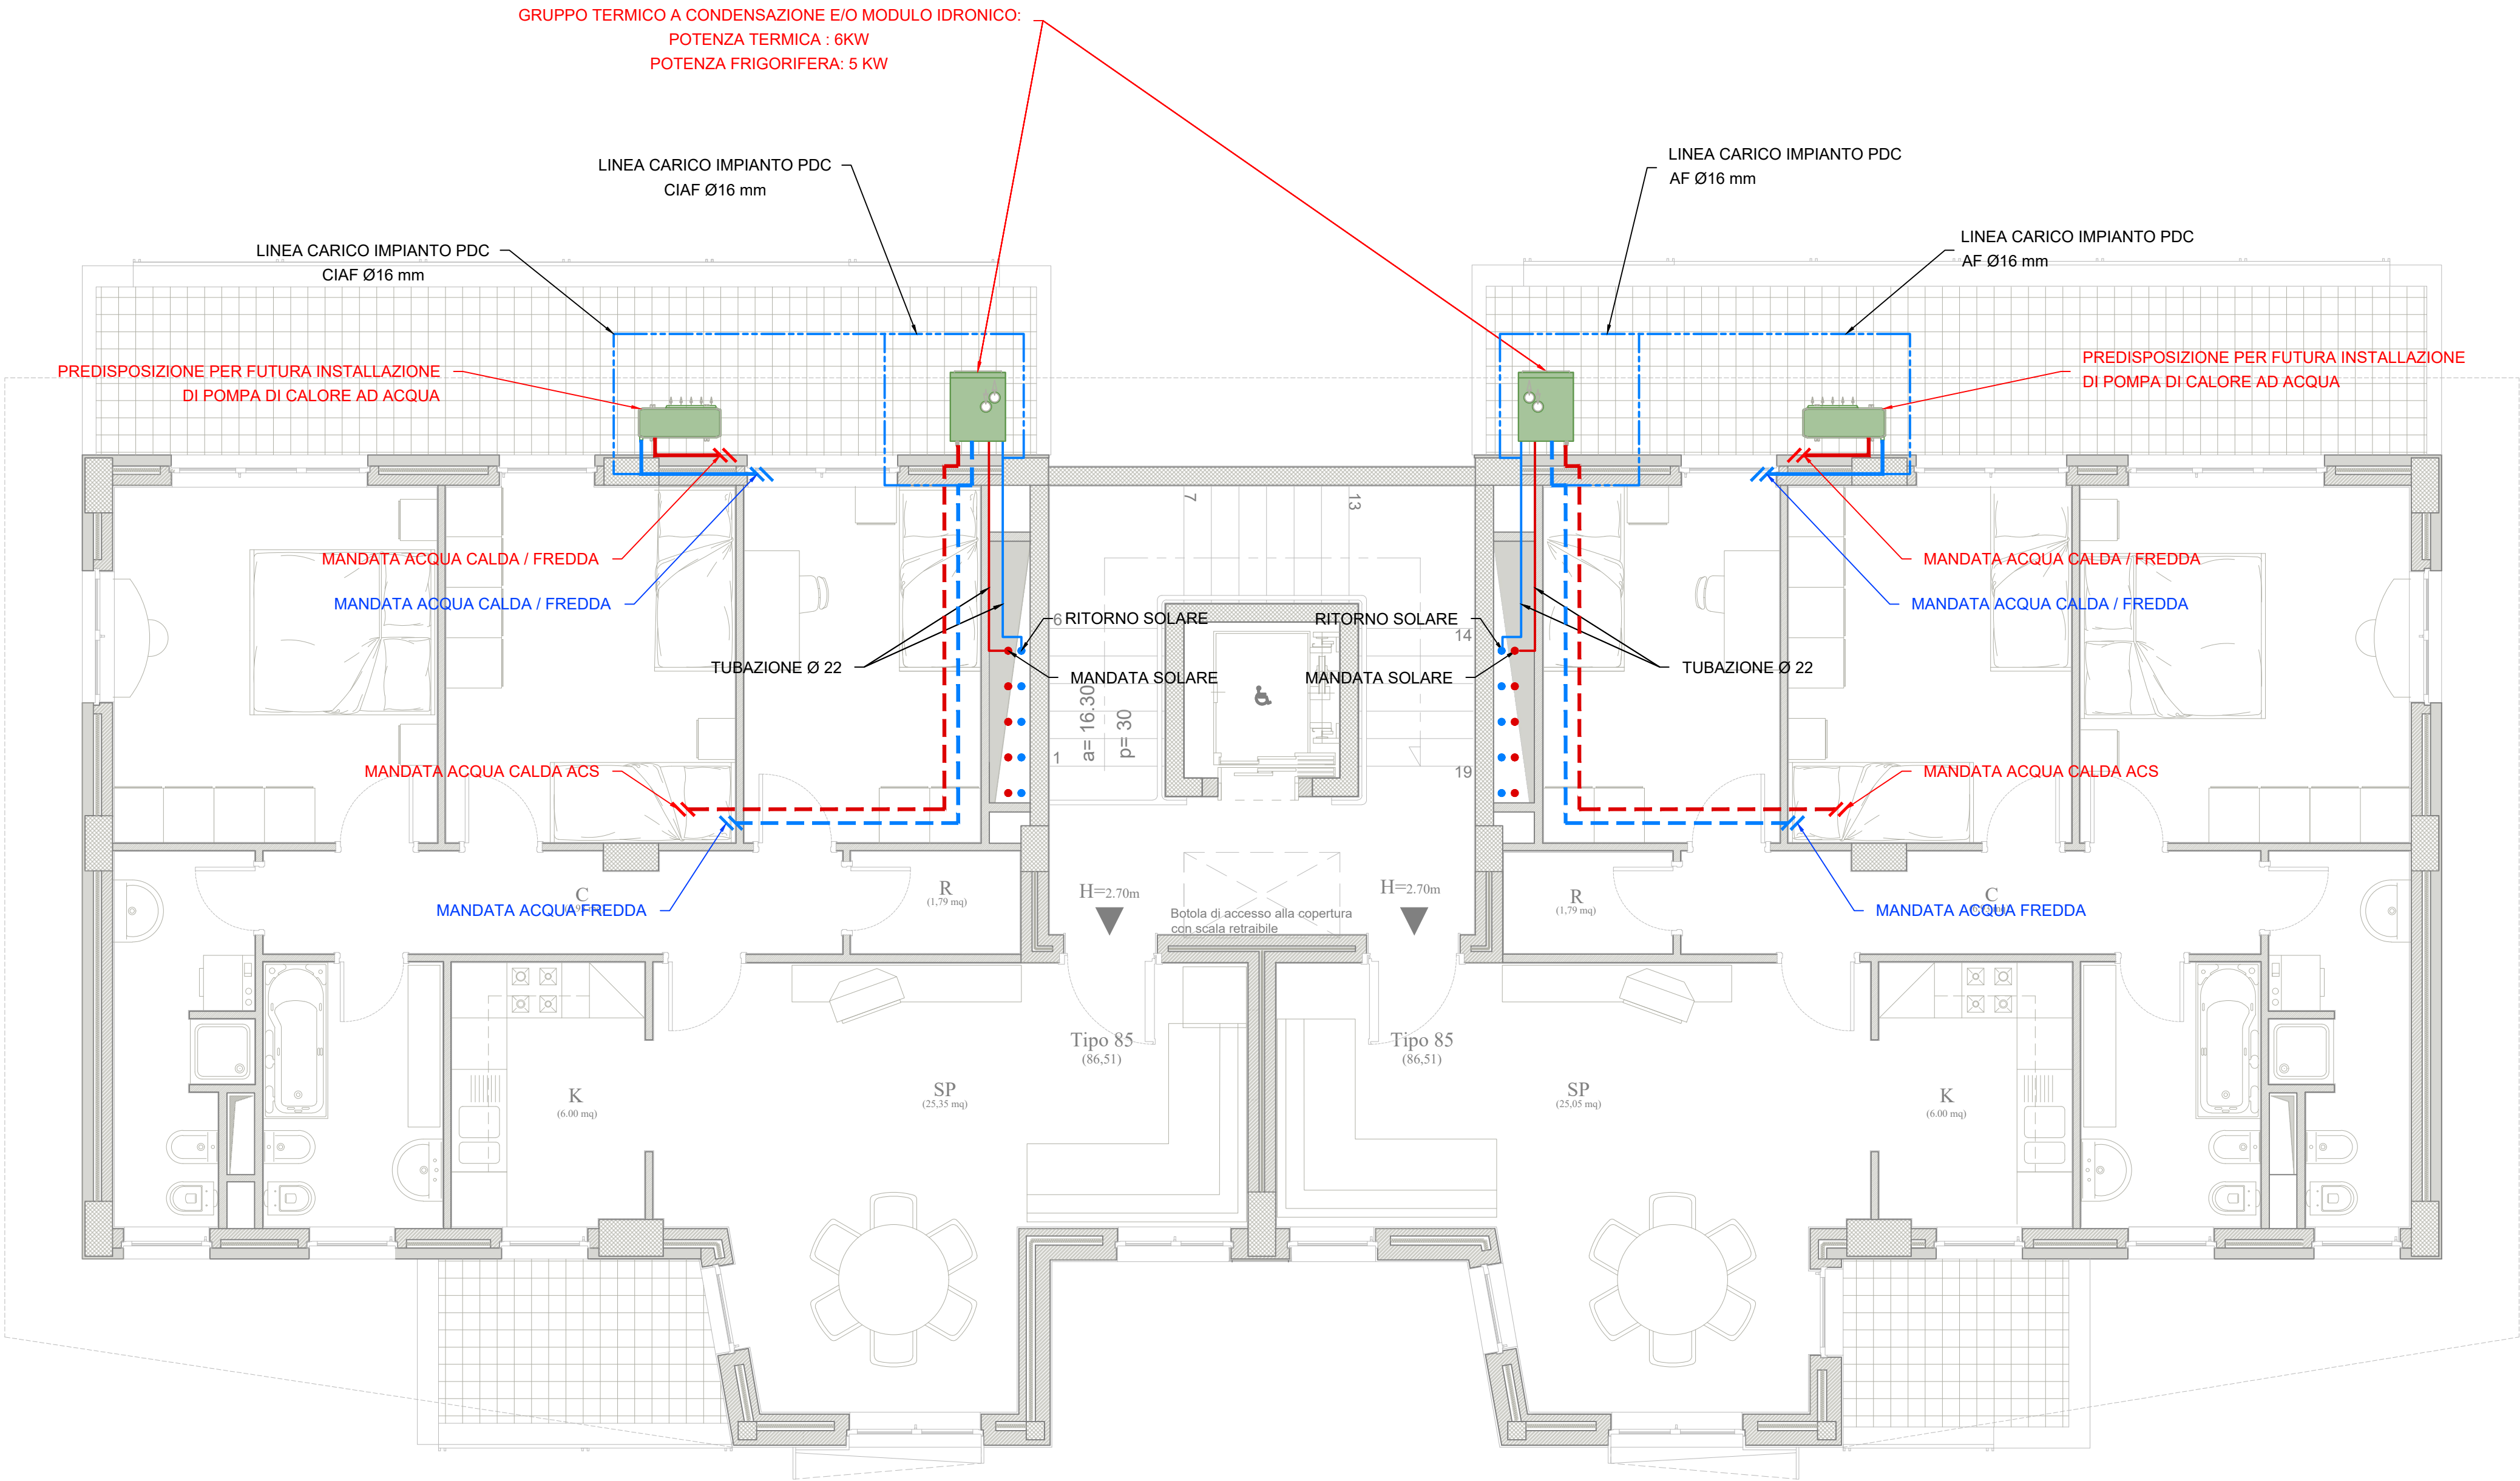 GRUPPO TERMICO A CONDENSAZIONE E/O MODULO IDRONICO:
POTENZA TERMICA : 6KW
POTENZA FRIGORIFERA: 5 KW
LINEA CARICO IMPIANTO PDC
CIAF Ø16 mm
LINEA CARICO IMPIANTO PDC
AF Ø16 mm
LINEA CARICO IMPIANTO PDC
CIAF Ø16 mm
LINEA CARICO IMPIANTO PDC
AF Ø16 mm
PREDISPOSIZIONE PER FUTURA INSTALLAZIONE
DI POMPA DI CALORE AD ACQUA
PREDISPOSIZIONE PER FUTURA INSTALLAZIONE
DI POMPA DI CALORE AD ACQUA
7
13
MANDATA ACQUA CALDA / FREDDA
MANDATA ACQUA CALDA / FREDDA
MANDATA ACQUA CALDA / FREDDA
MANDATA ACQUA CALDA / FREDDA
6
RITORNO SOLARE
RITORNO SOLARE
14
TUBAZIONE Ø 22
MANDATA SOLARE
MANDATA SOLARE
TUBAZIONE Ø 22
a= 16.30
p= 30
1
19
MANDATA ACQUA CALDA ACS
MANDATA ACQUA CALDA ACS
C
MANDATA ACQUA FREDDA
R
(1,79 mq)
H=2.70m
H=2.70m
Botola di accesso alla copertura
con scala retraibile
R
(1,79 mq)
C
MANDATA ACQUA FREDDA
Tipo 85
(86,51)
Tipo 85
(86,51)
K
(6.00 mq)
SP
(25,35 mq)
SP
(25,05 mq)
K
(6.00 mq)